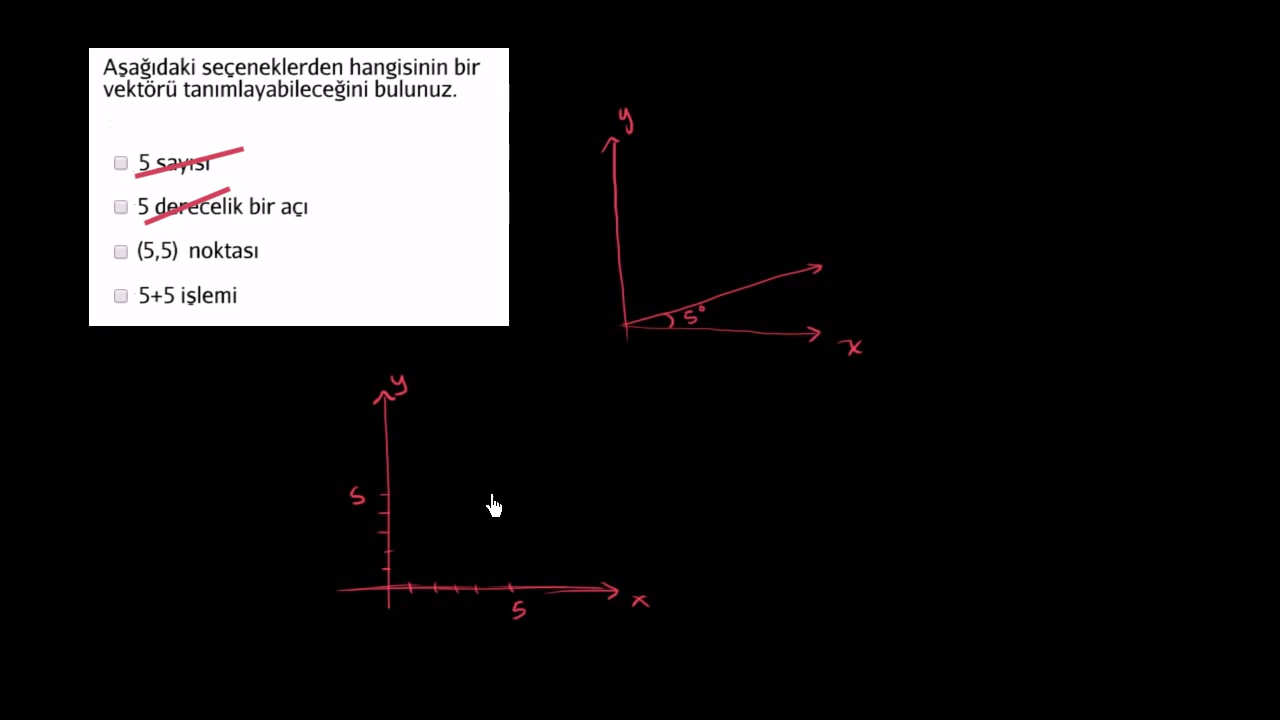 Aşağıdaki seçeneklerden hangisinin bir
vektörü tanımlayabileceğini bulunuz.
5 sayısı
5 derecelik bir açı
(5,5) noktası
5+5 işlemi
y
5°
x
y
5
5
x